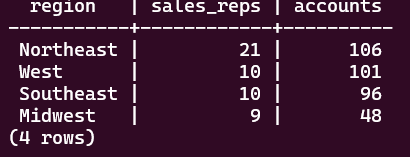 region | sales_reps | accounts
-----------+------------+----------
Northeast | 21 | 106
West | 10 | 101
Southeast | 10 | 96
Midwest | 9 | 48
(4 rows)